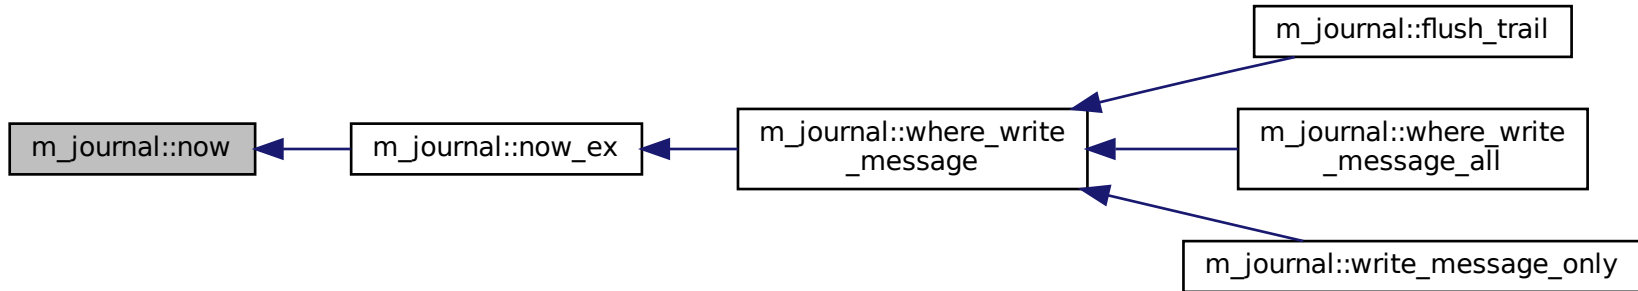 m_journal::flush_trail
m_journal::now
m_journal::now_ex
m_journal::where_write
_message
m_journal::where_write
_message_all
m_journal::write_message_only